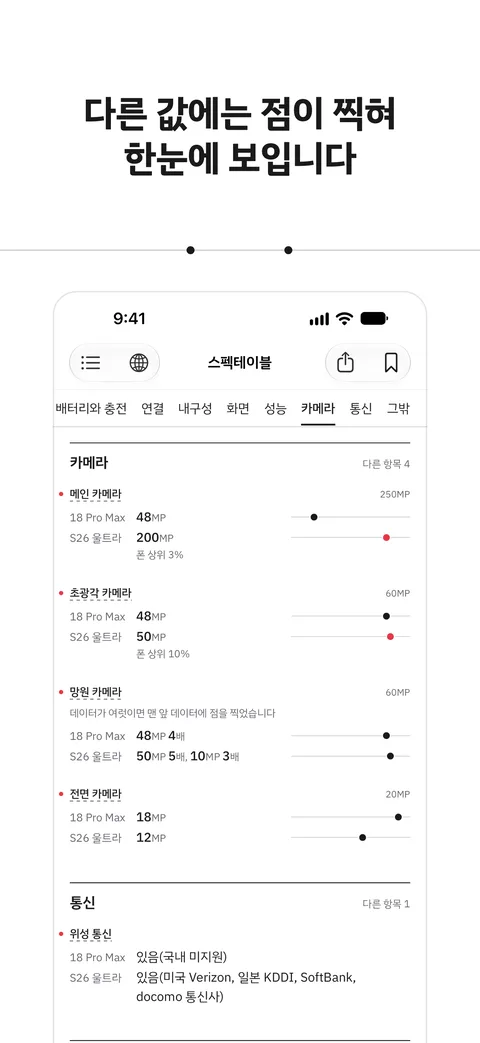 다른 값에는 점이 찍혀
한눈에 보입니다
9:41
스펙테이블
배터리와 충전 연결 내구성 화면 성능 카메라 통신 그밖
카메라 다른 항목 4
메인 카메라 250MP
18 Pro Max 48MP
S26 울트라 200MP
폰 상위 3%
초광각 카메라 60MP
18 Pro Max 48MP
S26 울트라 50MP
폰 상위 10%
망원 카메라 60MP
데이터가 여럿이면 맨 앞 데이터에 점을 찍었습니다
18 Pro Max 48MP 4배
S26 울트라 50MP 5배, 10MP 3배
전면 카메라 20MP
18 Pro Max 18MP
S26 울트라 12MP
통신 다른 항목 1
위성 통신
18 Pro Max 있음(국내 미지원)
S26 울트라 있음(미국 Verizon, 일본 KDDI, SoftBank,
docomo 통신사)